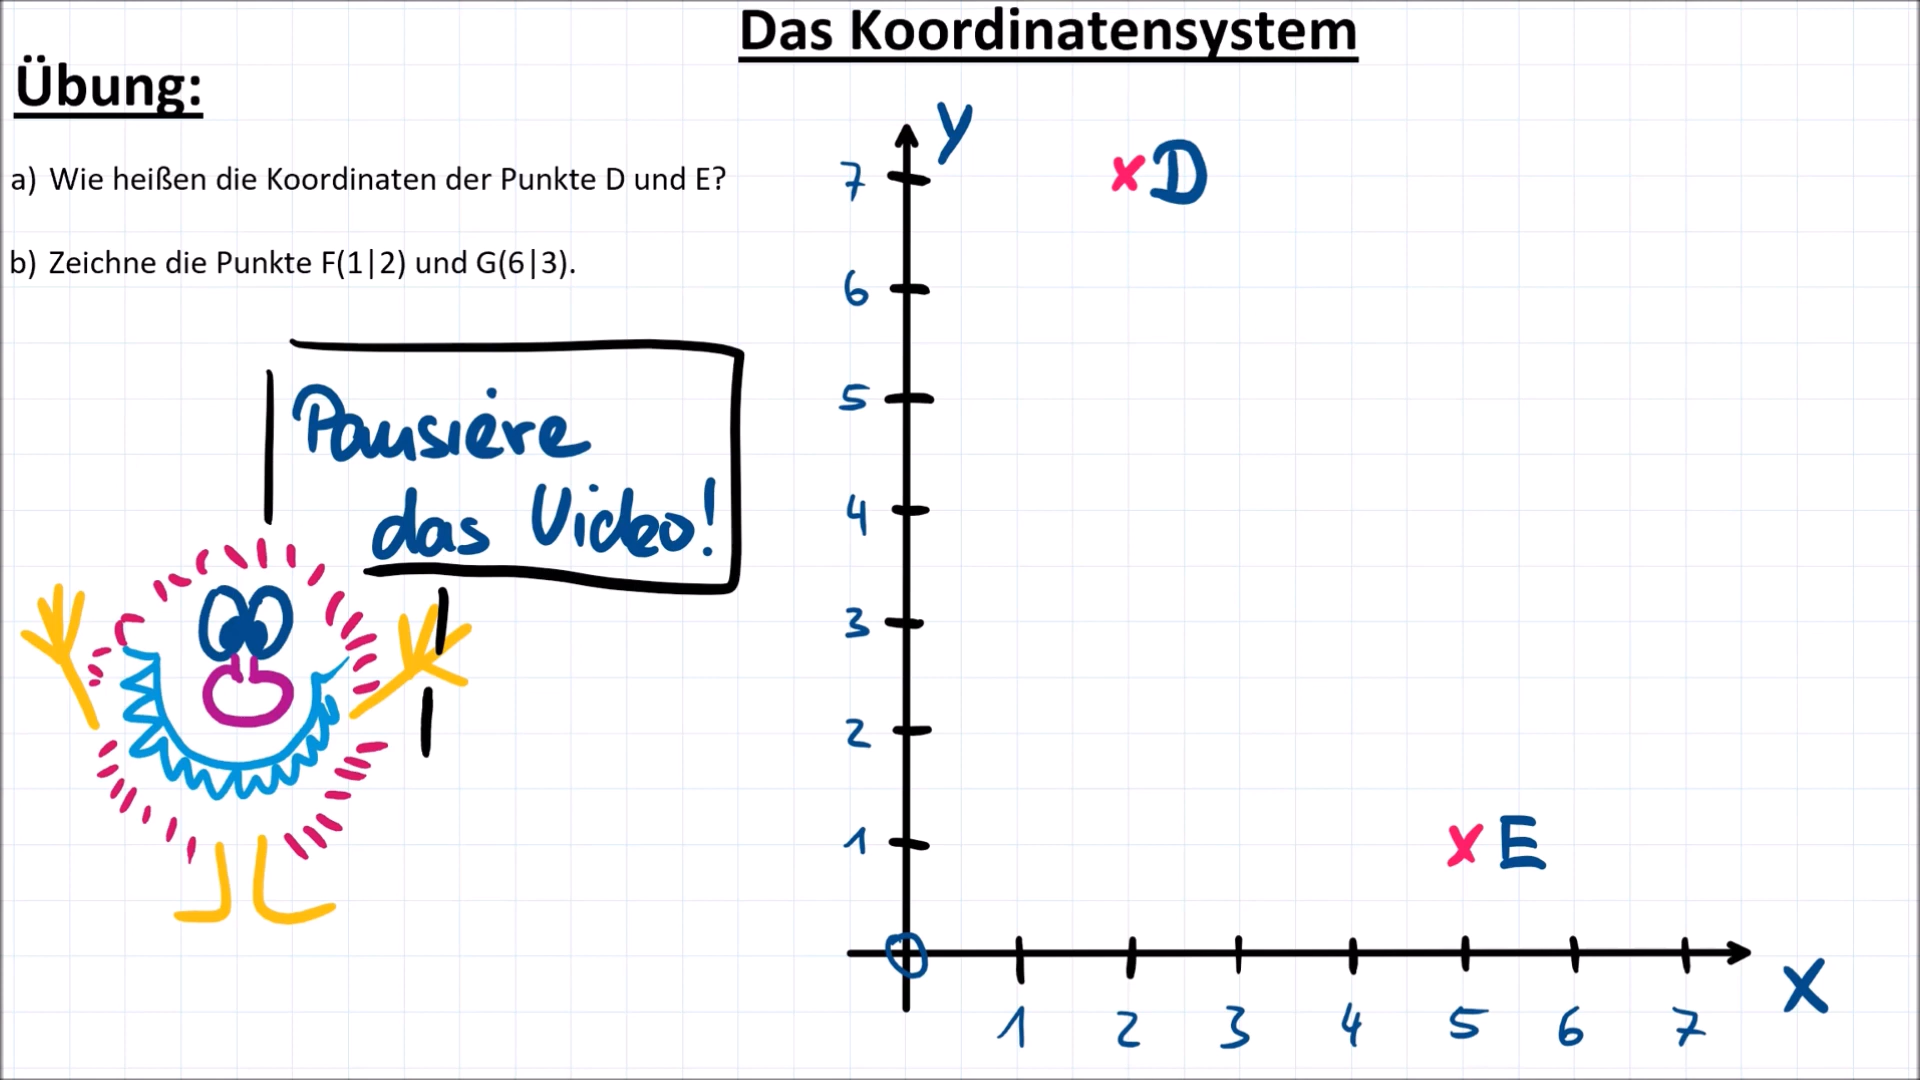 Das Koordinatensystem
Übung:
a) Wie heißen die Koordinaten der Punkte D und E?
b) Zeichne die Punkte F(1|2) und G(6|3).
Pausiere
das Video!
y
7
D
6
5
4
3
2
1
E
0
x
1 2 3 4 5 6 7